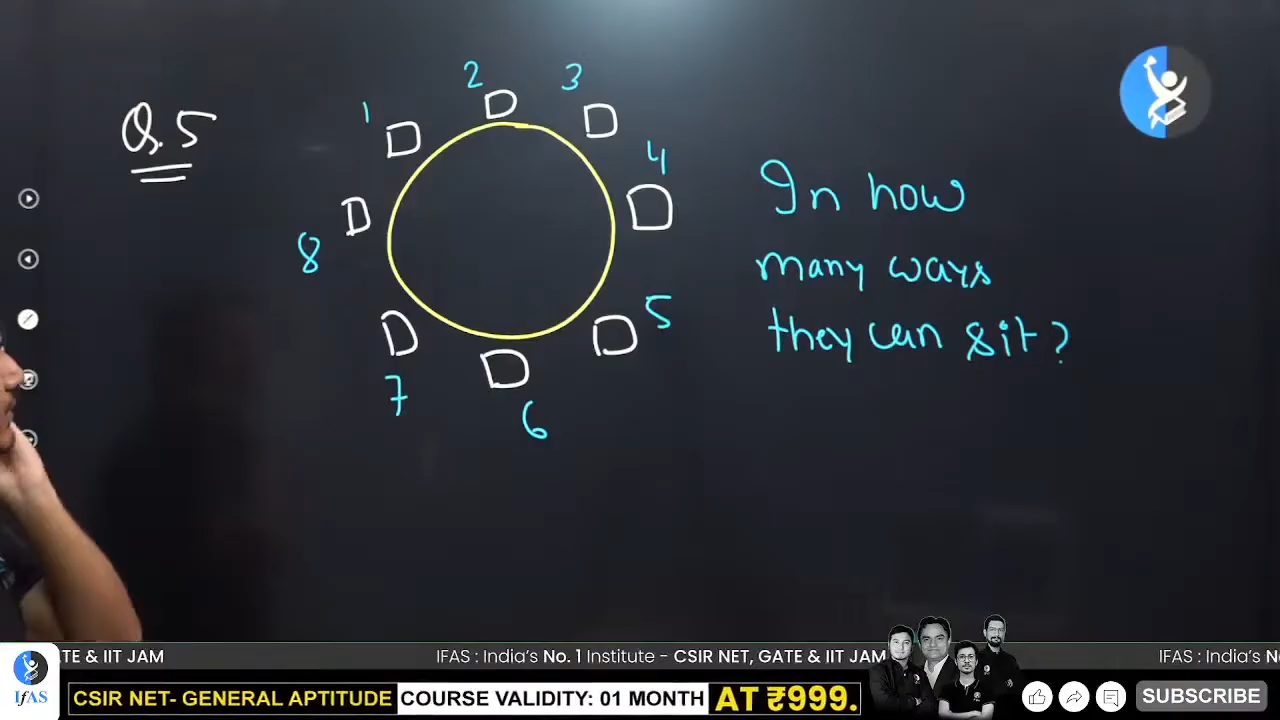 Q.5
1
2
3
4
5
6
7
8
In how
many ways
they can sit?
ATE & IIT JAM
IFAS : India's No. 1 Institute - CSIR NET, GATE & IIT JAM
IFAS : India's No
IFAS
CSIR NET- GENERAL APTITUDE COURSE VALIDITY: 01 MONTH AT ₹999.
SUBSCRIBE